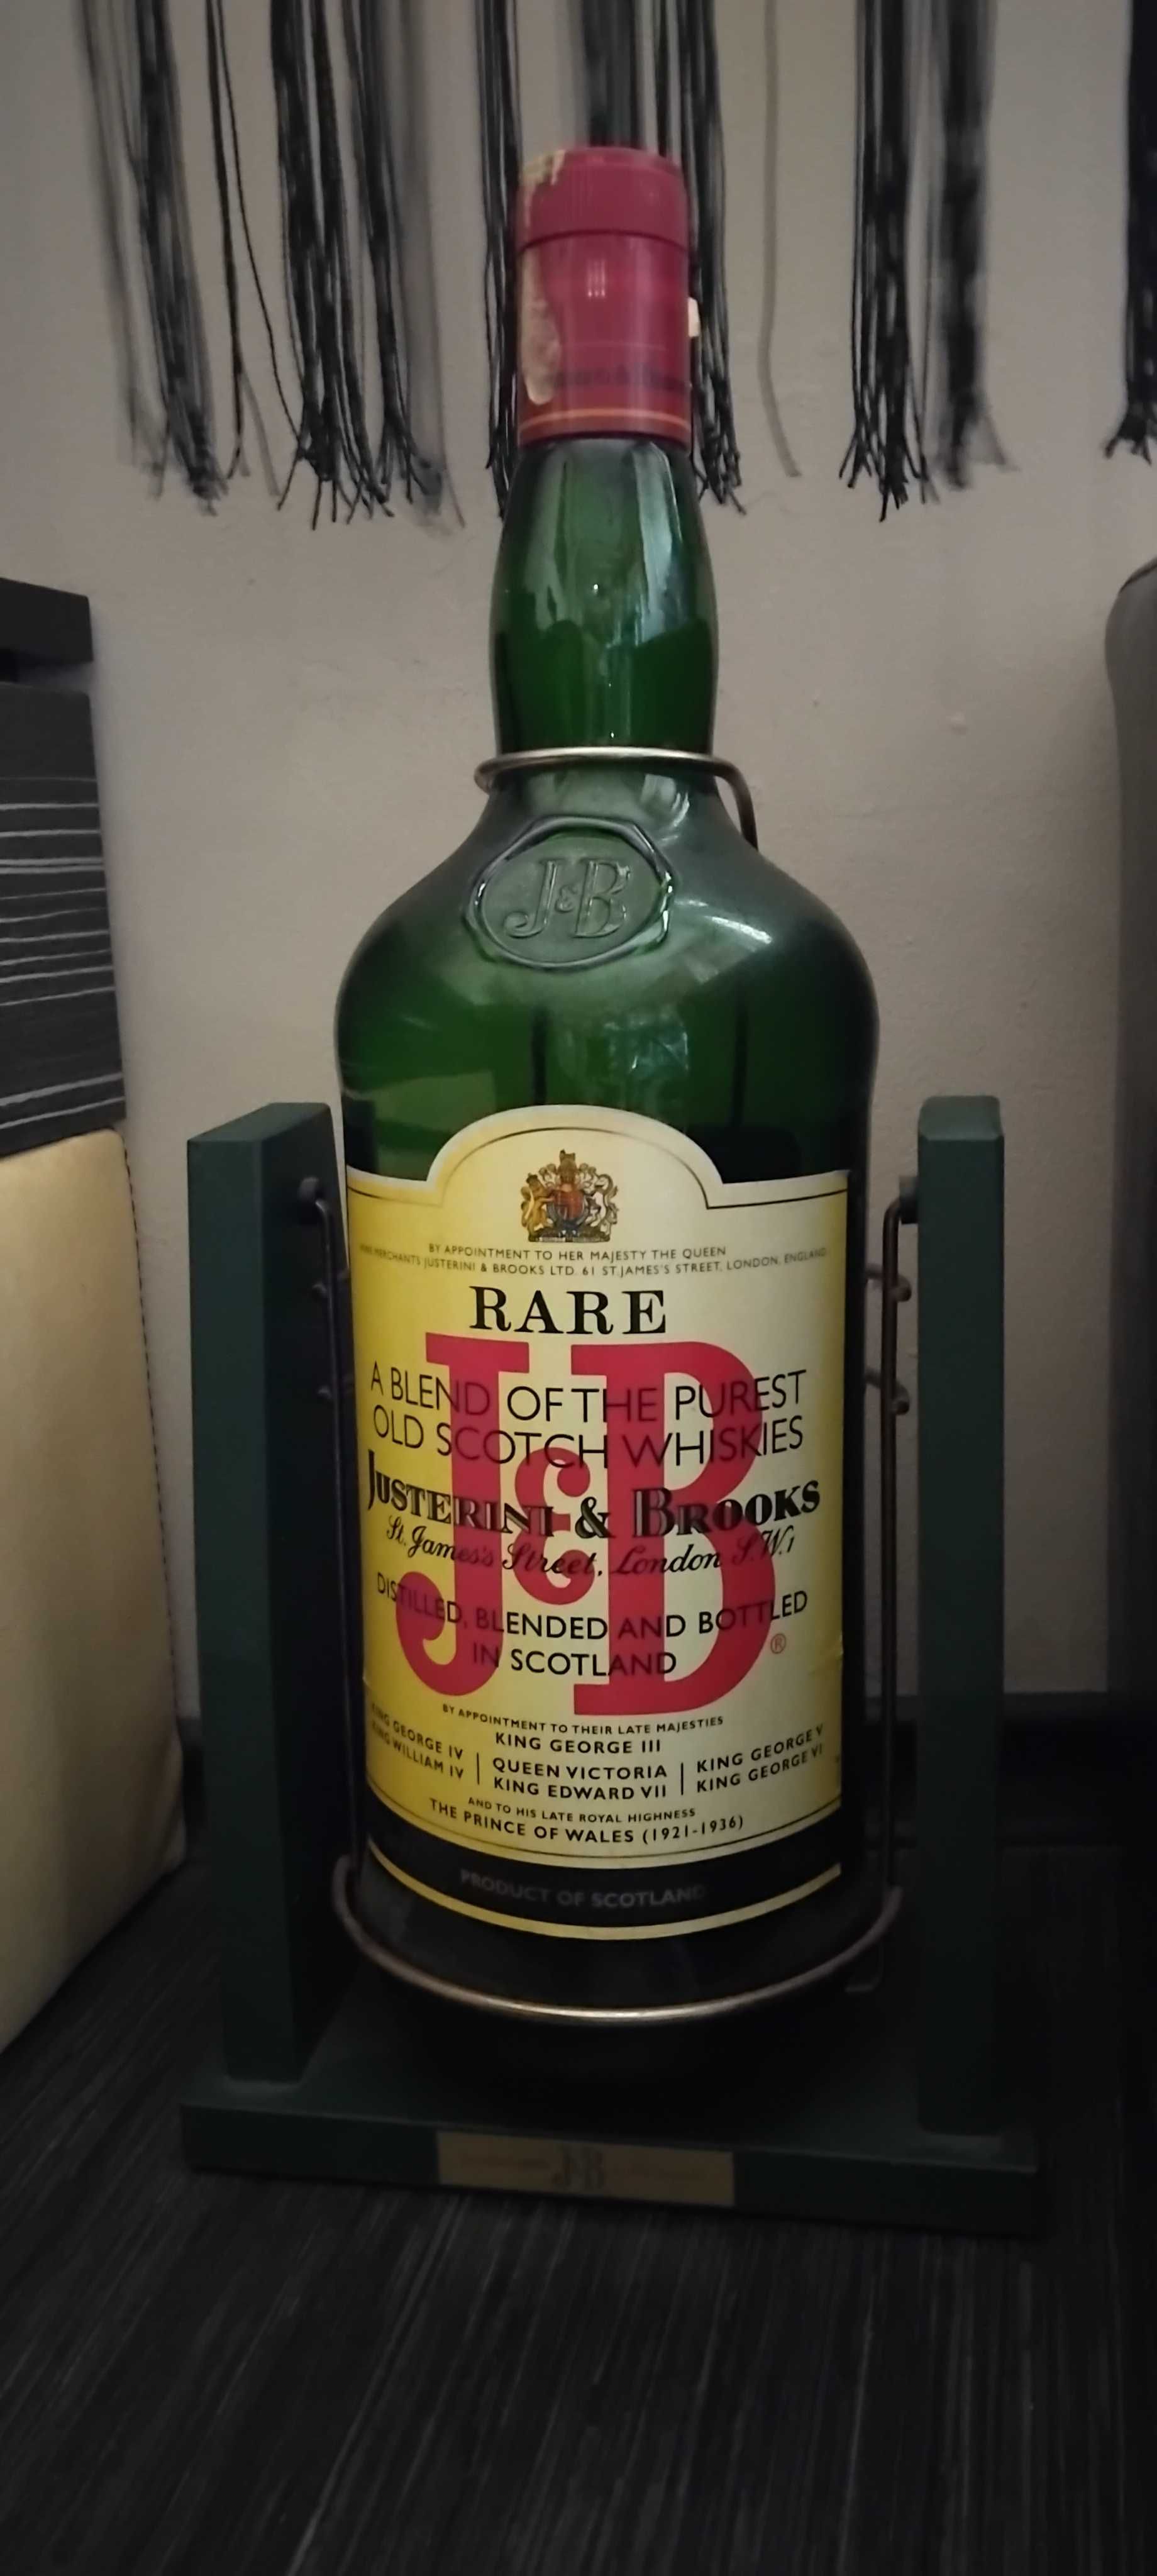 J&B
BY APPOINTMENT TO HER MAJESTY THE QUEEN
MERCHANTS JUSTERINI & BROOKS LTD. 61 ST.JAMES'S STREET, LONDON, ENGLAND
RARE
J&B
A BLEND OF THE PUREST
OLD SCOTCH WHISKIES
JUSTERINI & BROOKS
St. James's Street, London S.W.1
DISTILLED, BLENDED AND BOTTLED
IN SCOTLAND
®
BY APPOINTMENT TO THEIR LATE MAJESTIES
KING GEORGE III
KING GEORGE IV
KING WILLIAM IV
QUEEN VICTORIA
KING EDWARD VII
KING GEORGE V
KING GEORGE VI
AND TO HIS LATE ROYAL HIGHNESS
THE PRINCE OF WALES (1921-1936)
PRODUCT OF SCOTLAND
J&B